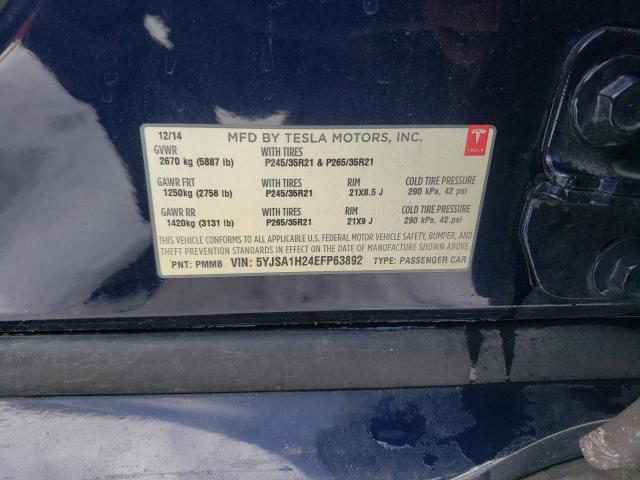 12/14 MFD BY TESLA MOTORS, INC. TESLA
GVWR WITH TIRES
2670 kg (5887 lb) P245/35R21 & P265/35R21
GAWR FRT WITH TIRES RIM COLD TIRE PRESSURE
1250kg (2756 lb) P245/35R21 21X8.5 J 290 kPa, 42 psi
GAWR RR WITH TIRES RIM COLD TIRE PRESSURE
1420kg (3131 lb) P265/35R21 21X9 J 290 kPa, 42 psi
THIS VEHICLE CONFORMS TO ALL APPLICABLE U.S. FEDERAL MOTOR VEHICLE SAFETY, BUMPER, AND
THEFT PREVENTION STANDARDS IN EFFECT ON THE DATE OF MANUFACTURE SHOWN ABOVE.
PNT: PMMB VIN: 5YJSA1H24EFP63892 TYPE: PASSENGER CAR